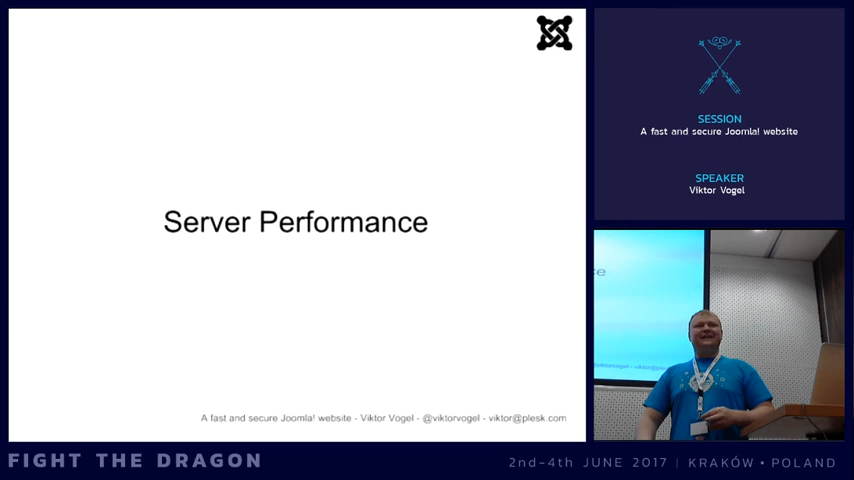 Server Performance
A fast and secure Joomla! website - Viktor Vogel - @viktorvogel - viktor@plesk.com
SESSION
A fast and secure Joomla! website
SPEAKER
Viktor Vogel
FIGHT THE DRAGON
2nd-4th JUNE 2017 | KRAKÓW • POLAND